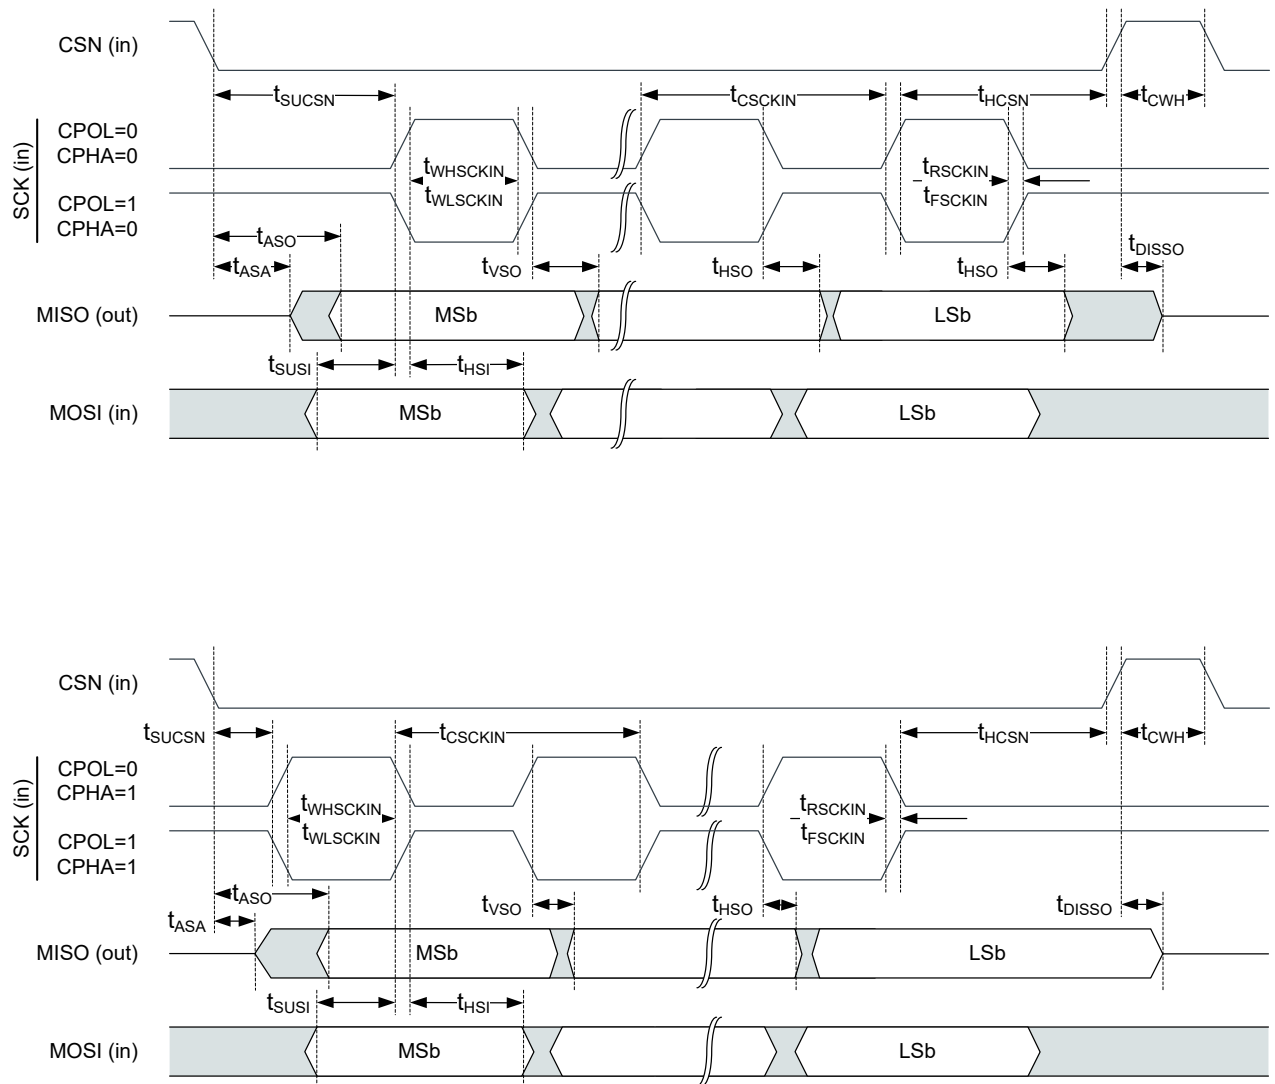 CSN (in)
tSUCSN
tCSCKIN
tHCSN
tCWH
SCK (in)
CPOL=0
CPHA=0
tWHSCKIN
tRSCKIN
CPOL=1
CPHA=0
tWLSCKIN
tFSCKIN
tASO
tASA
tVSO
tHSO
tHSO
tDISSO
MISO (out)
MSb
LSb
tSUSI
tHSI
MOSI (in)
MSb
LSb
CSN (in)
tSUCSN
tCSCKIN
tHCSN
tCWH
SCK (in)
CPOL=0
CPHA=1
tWHSCKIN
tRSCKIN
CPOL=1
CPHA=1
tWLSCKIN
tFSCKIN
tASO
tASA
tVSO
tHSO
tDISSO
MISO (out)
MSb
LSb
tSUSI
tHSI
MOSI (in)
MSb
LSb